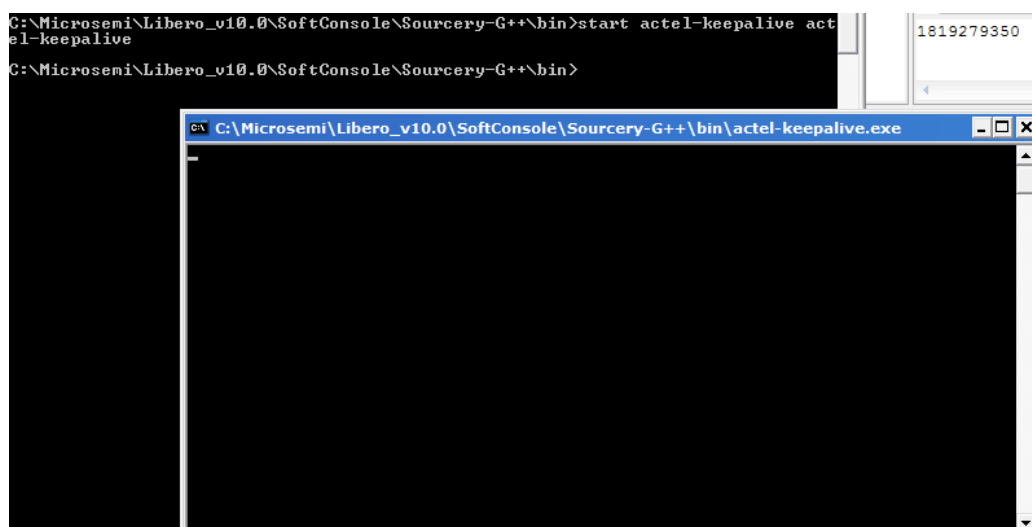 C:\Microsemi\Libero_v10.0\SoftConsole\Sourcery-G++\bin>start actel-keepalive act
el-keepalive
C:\Microsemi\Libero_v10.0\SoftConsole\Sourcery-G++\bin>
1819279350
C:\Microsemi\Libero_v10.0\SoftConsole\Sourcery-G++\bin\actel-keepalive.exe